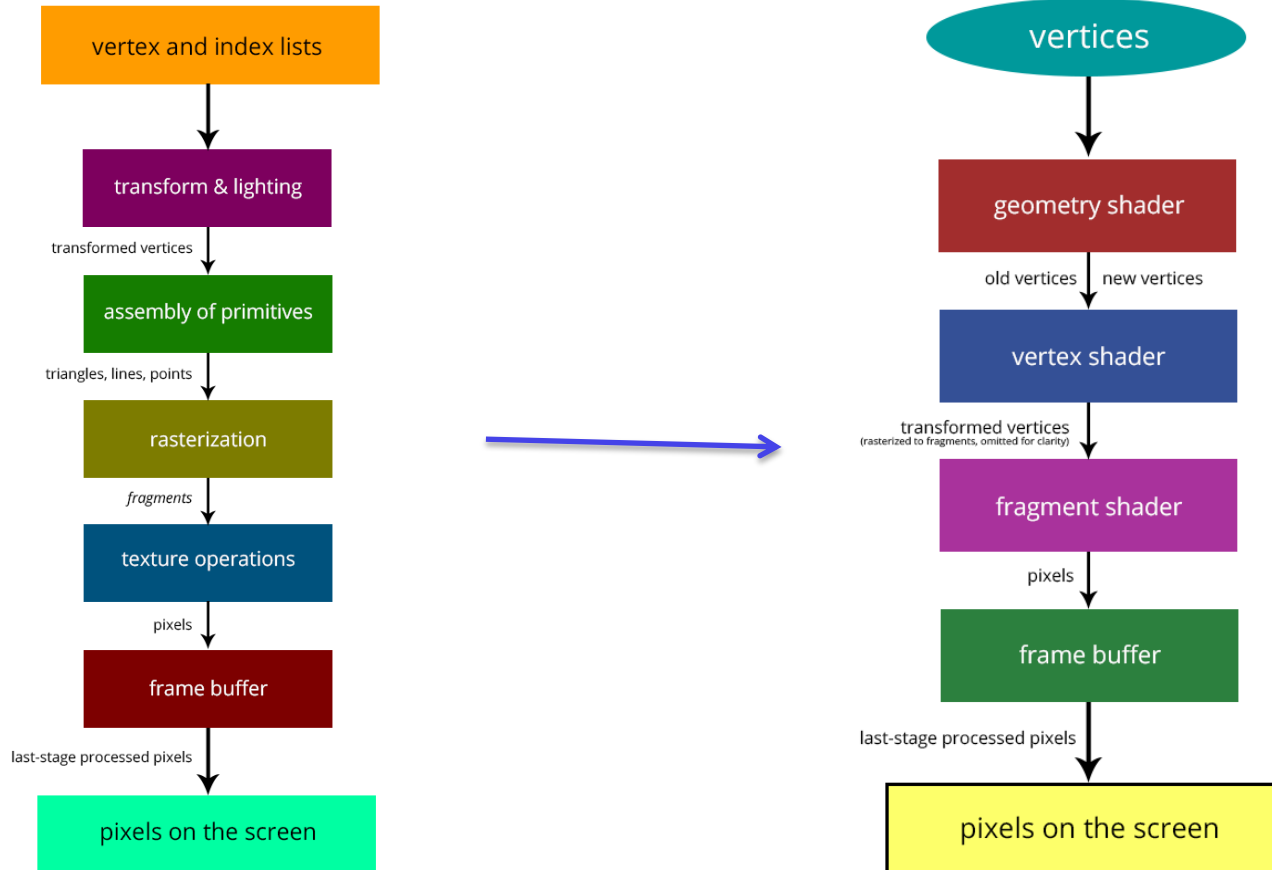 vertex and index lists
transform & lighting
transformed vertices
assembly of primitives
triangles, lines, points
rasterization
fragments
texture operations
pixels
frame buffer
last-stage processed pixels
pixels on the screen
vertices
geometry shader
old vertices new vertices
vertex shader
transformed vertices
(rasterized to fragments, omitted for clarity)
fragment shader
pixels
frame buffer
last-stage processed pixels
pixels on the screen